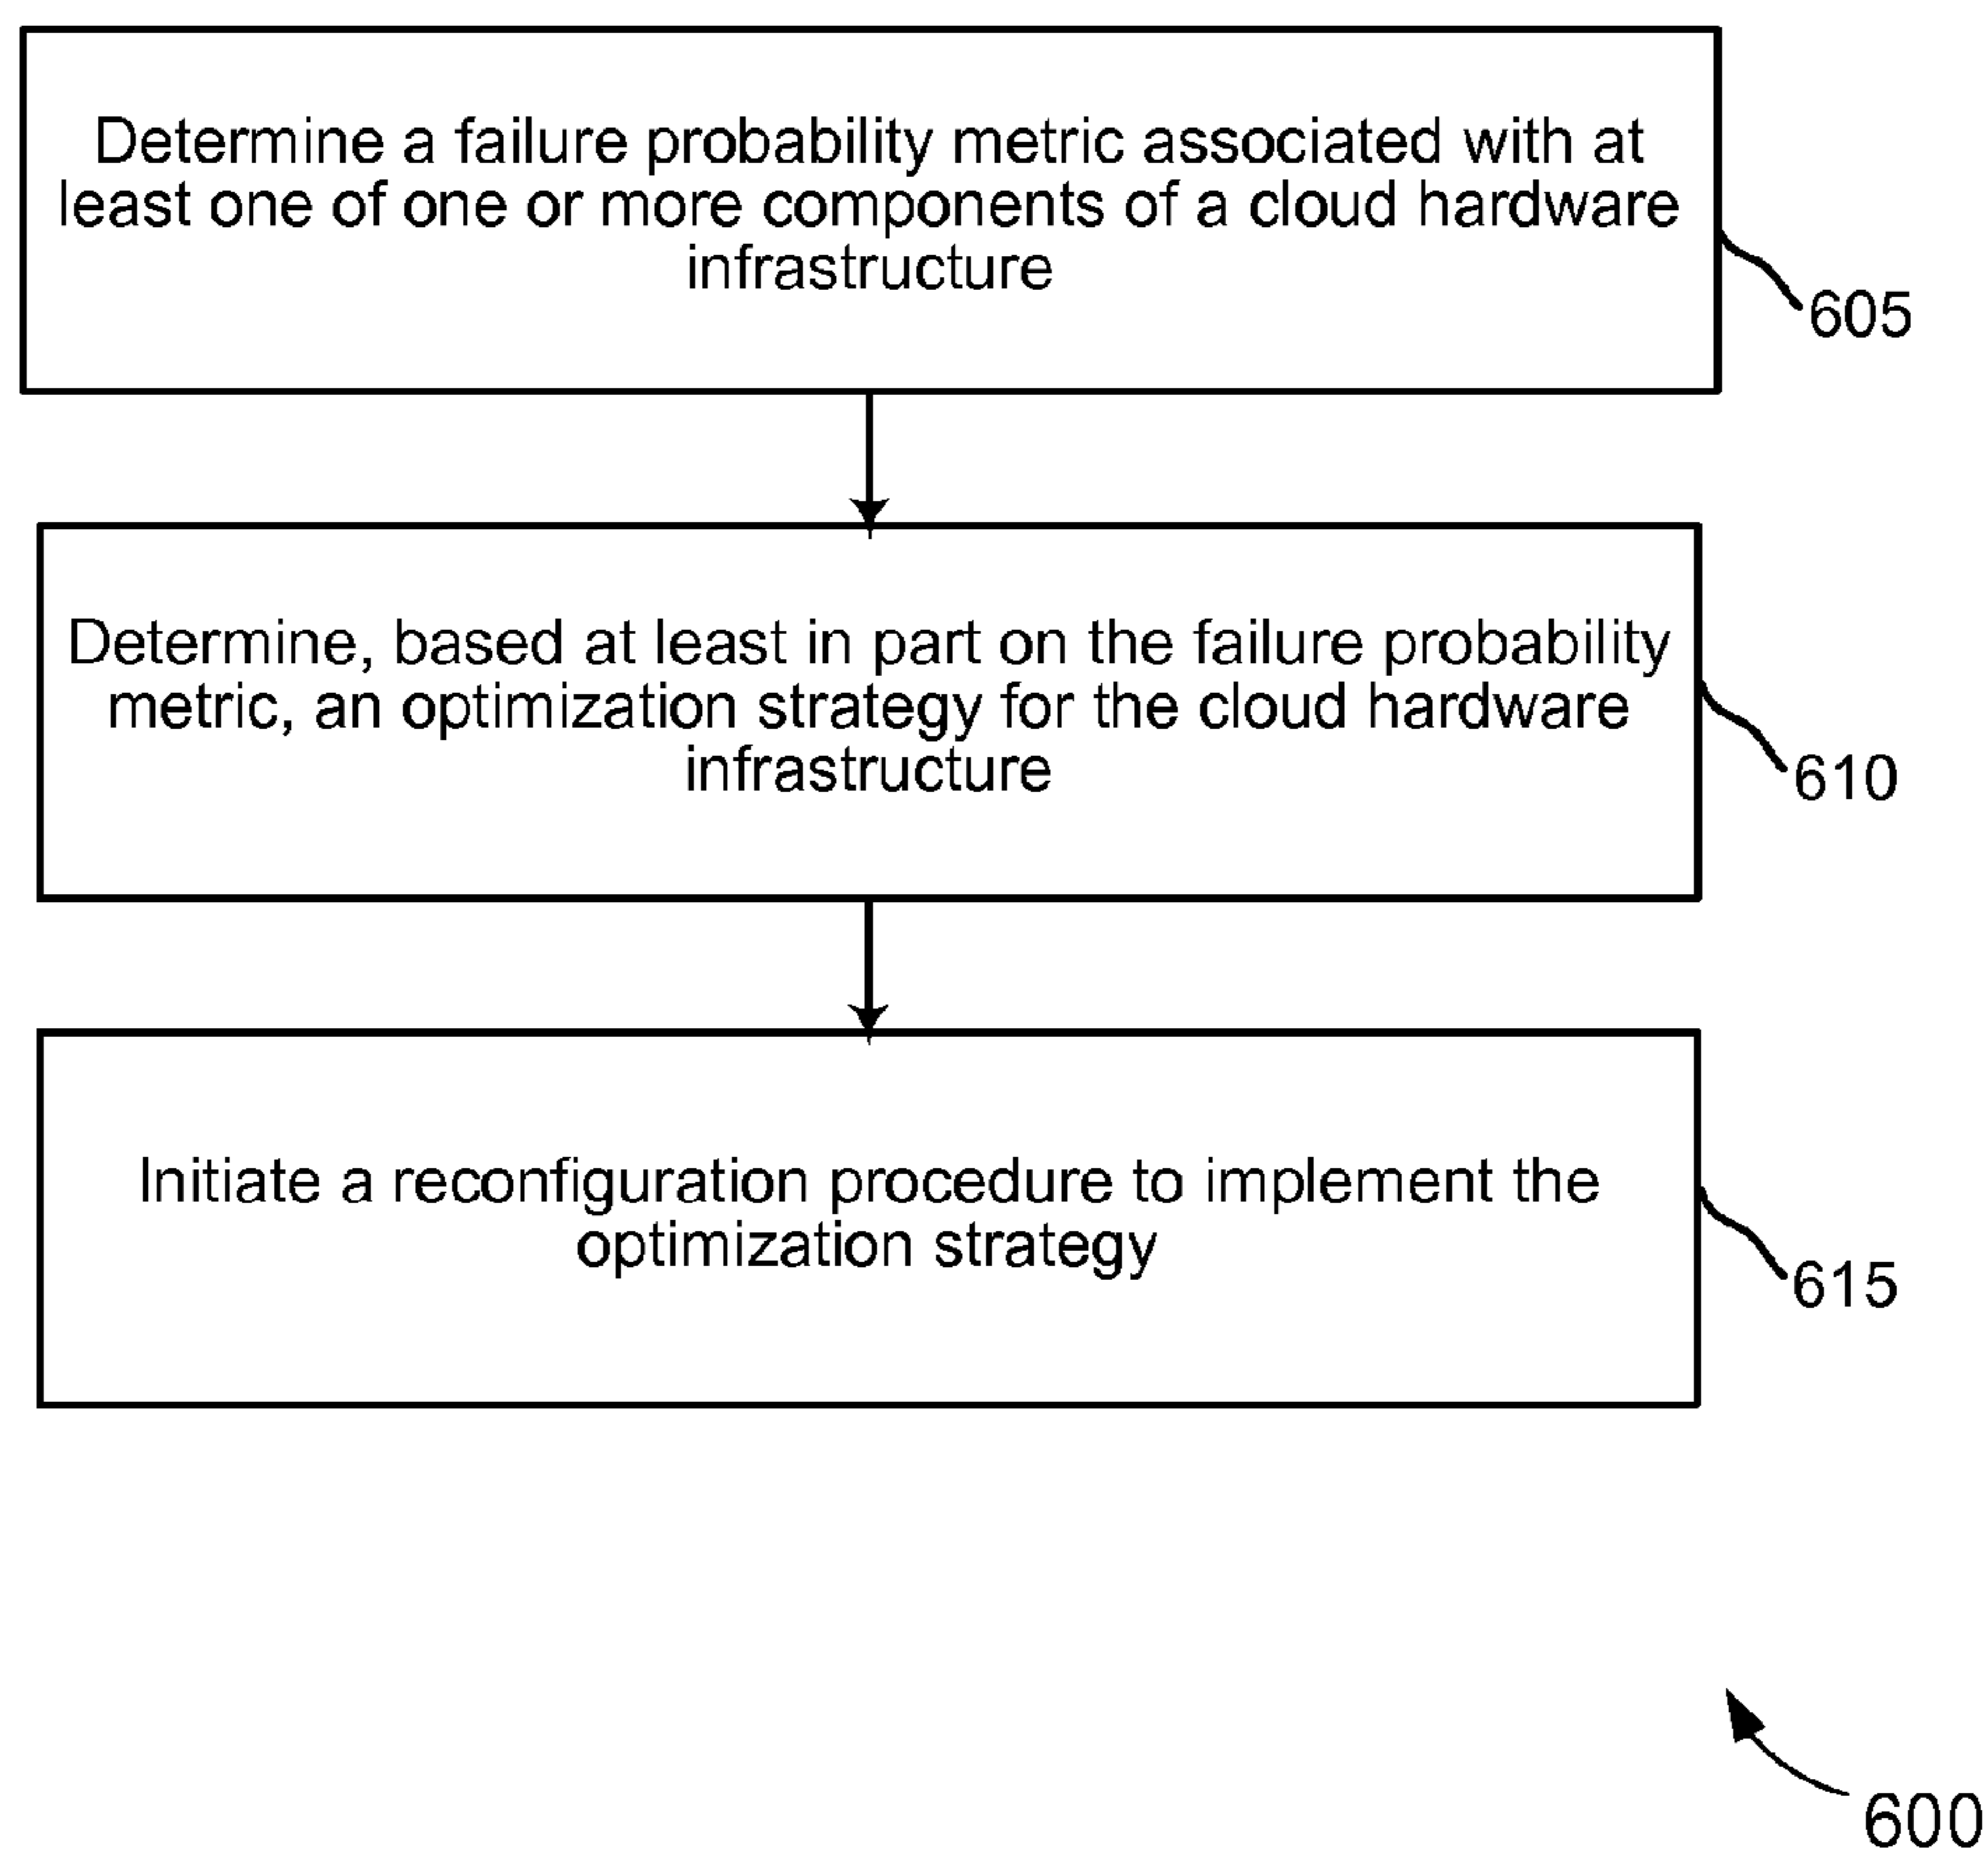 Determine a failure probability metric associated with at
least one of one or more components of a cloud hardware
infrastructure
605
Determine, based at least in part on the failure probability
metric, an optimization strategy for the cloud hardware
infrastructure
610
Initiate a reconfiguration procedure to implement the
optimization strategy
615
600